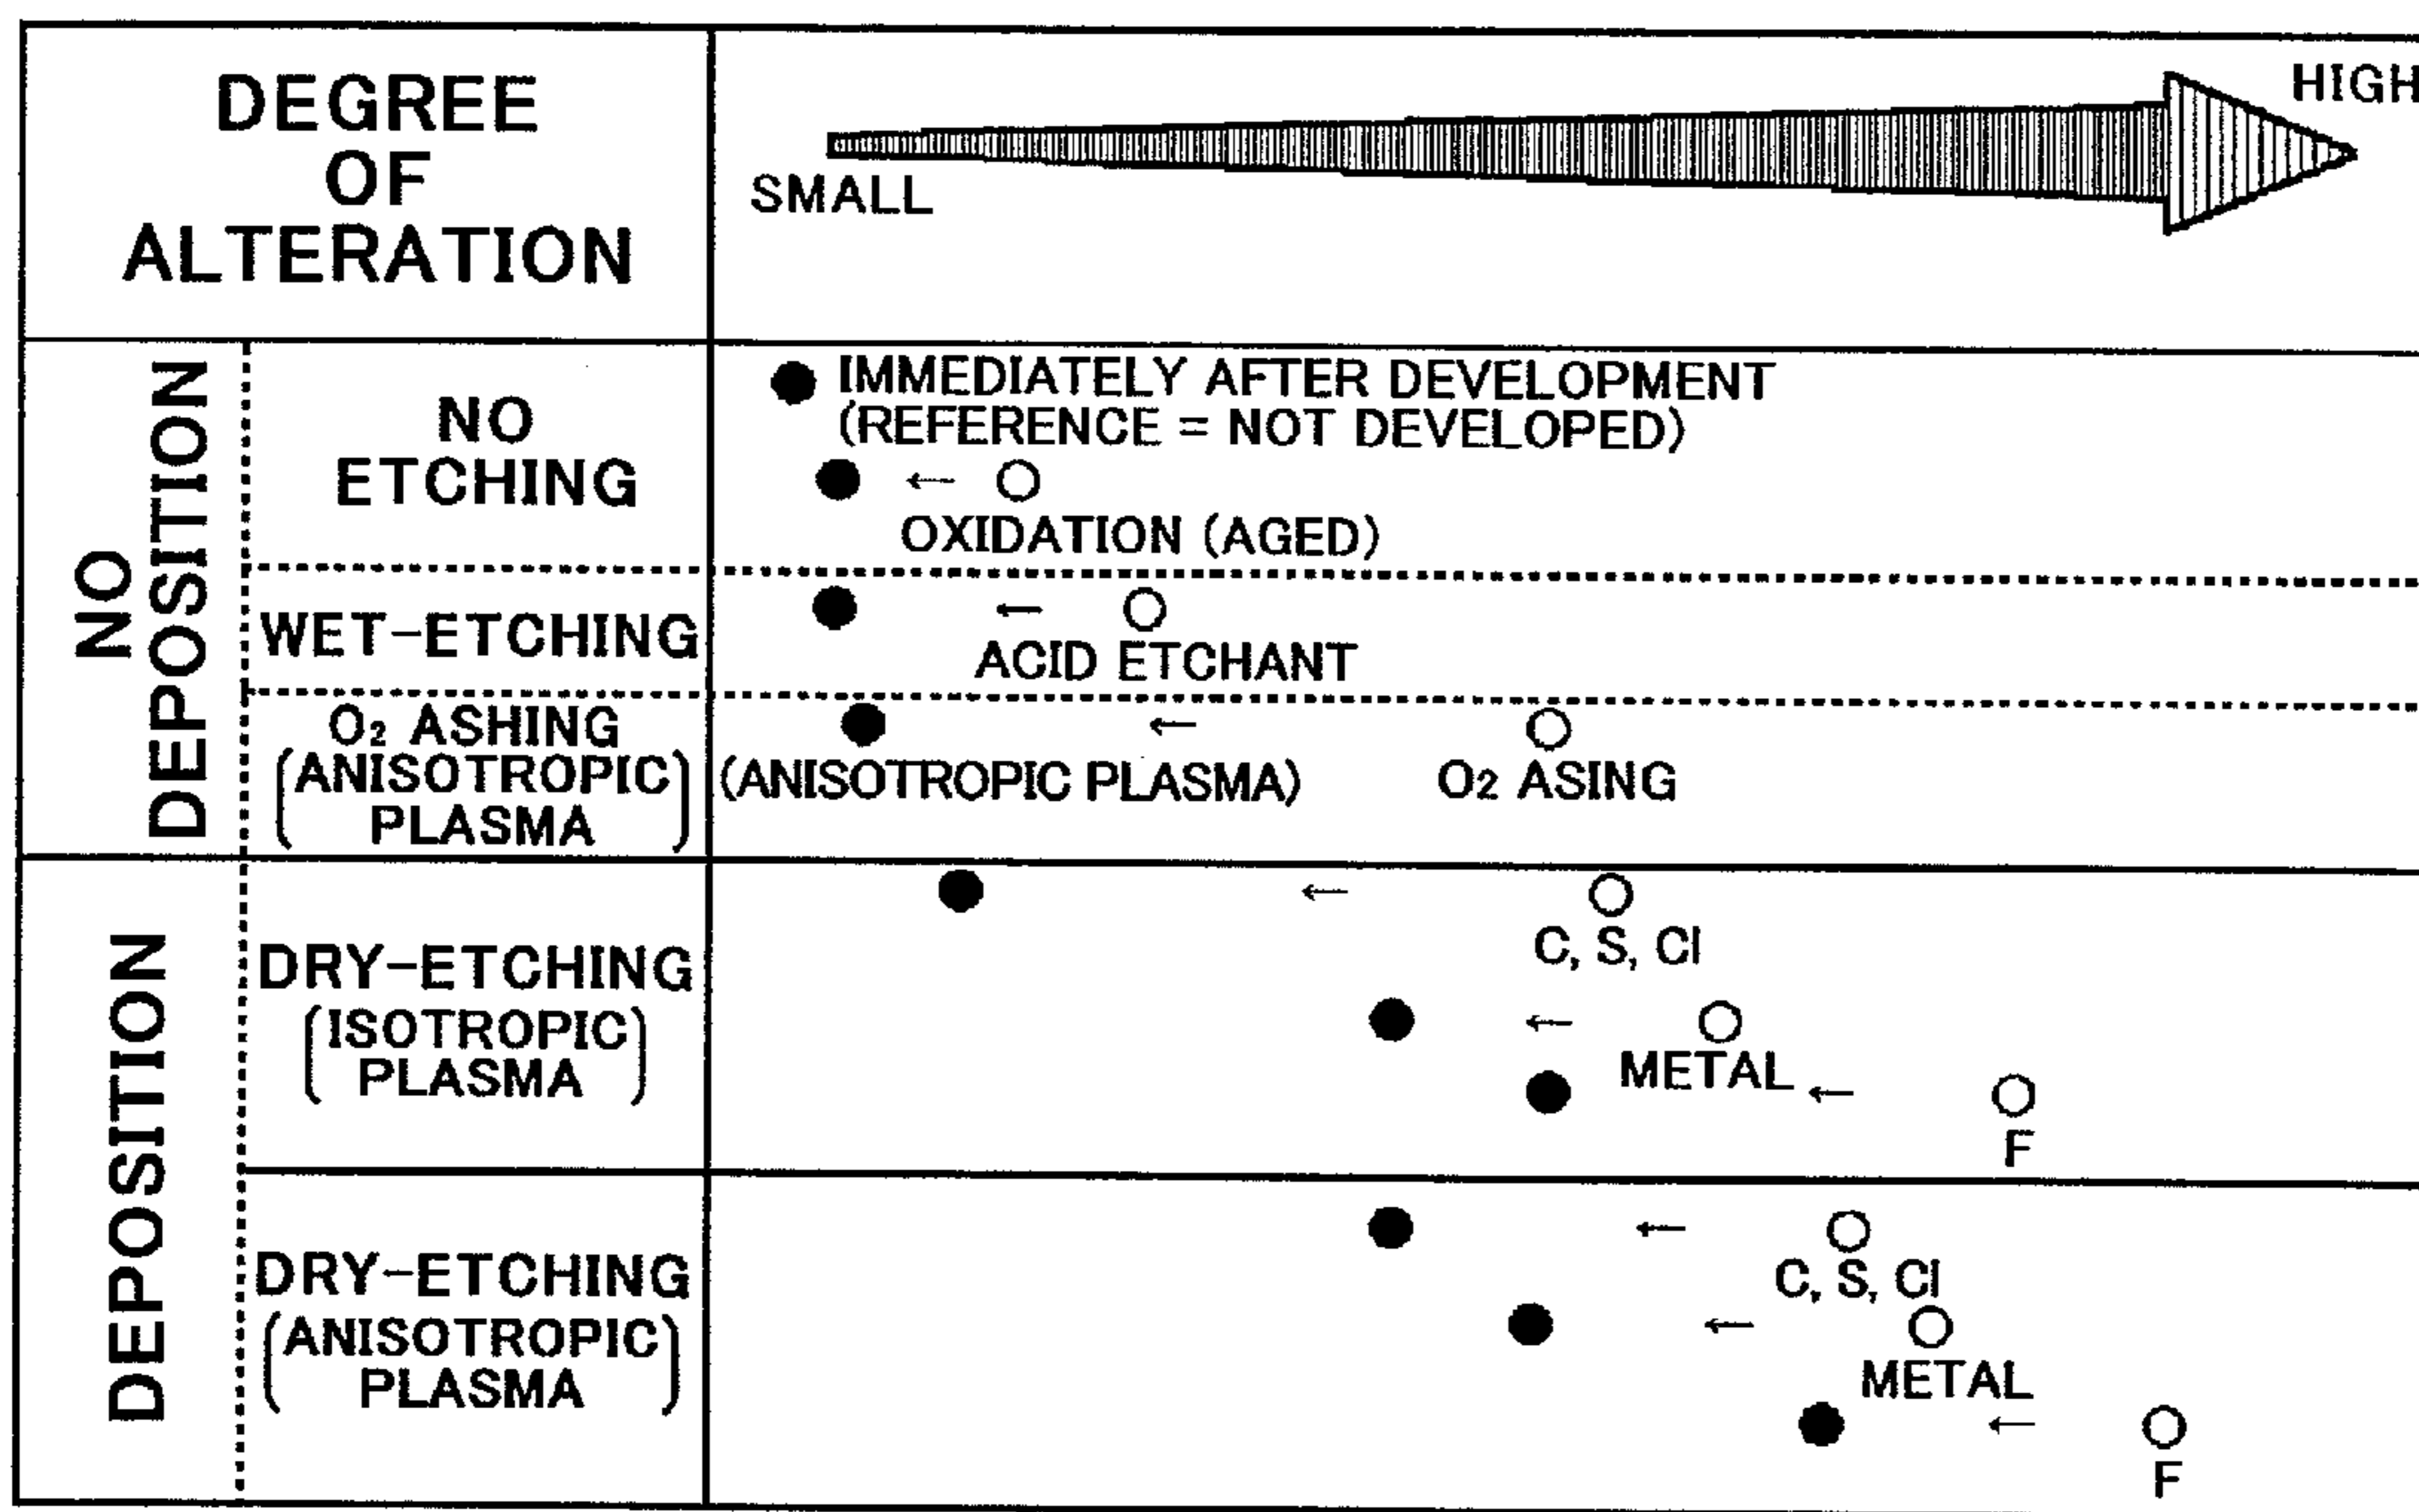 DEGREE
OF
ALTERATION
SMALL
HIGH
NO
DEPOSITION
NO
ETCHING
● IMMEDIATELY AFTER DEVELOPMENT
(REFERENCE = NOT DEVELOPED)
● ← ○
OXIDATION (AGED)
WET-ETCHING
● ← ○
ACID ETCHANT
O₂ ASHING
(ANISOTROPIC
PLASMA)
● ← ○
(ANISOTROPIC PLASMA) O₂ ASING
DEPOSITION
DRY-ETCHING
(ISOTROPIC
PLASMA)
● ← ○
C, S, Cl
● ← ○
METAL
● ← ○
F
DRY-ETCHING
(ANISOTROPIC
PLASMA)
● ← ○
C, S, Cl
● ← ○
METAL
● ← ○
F